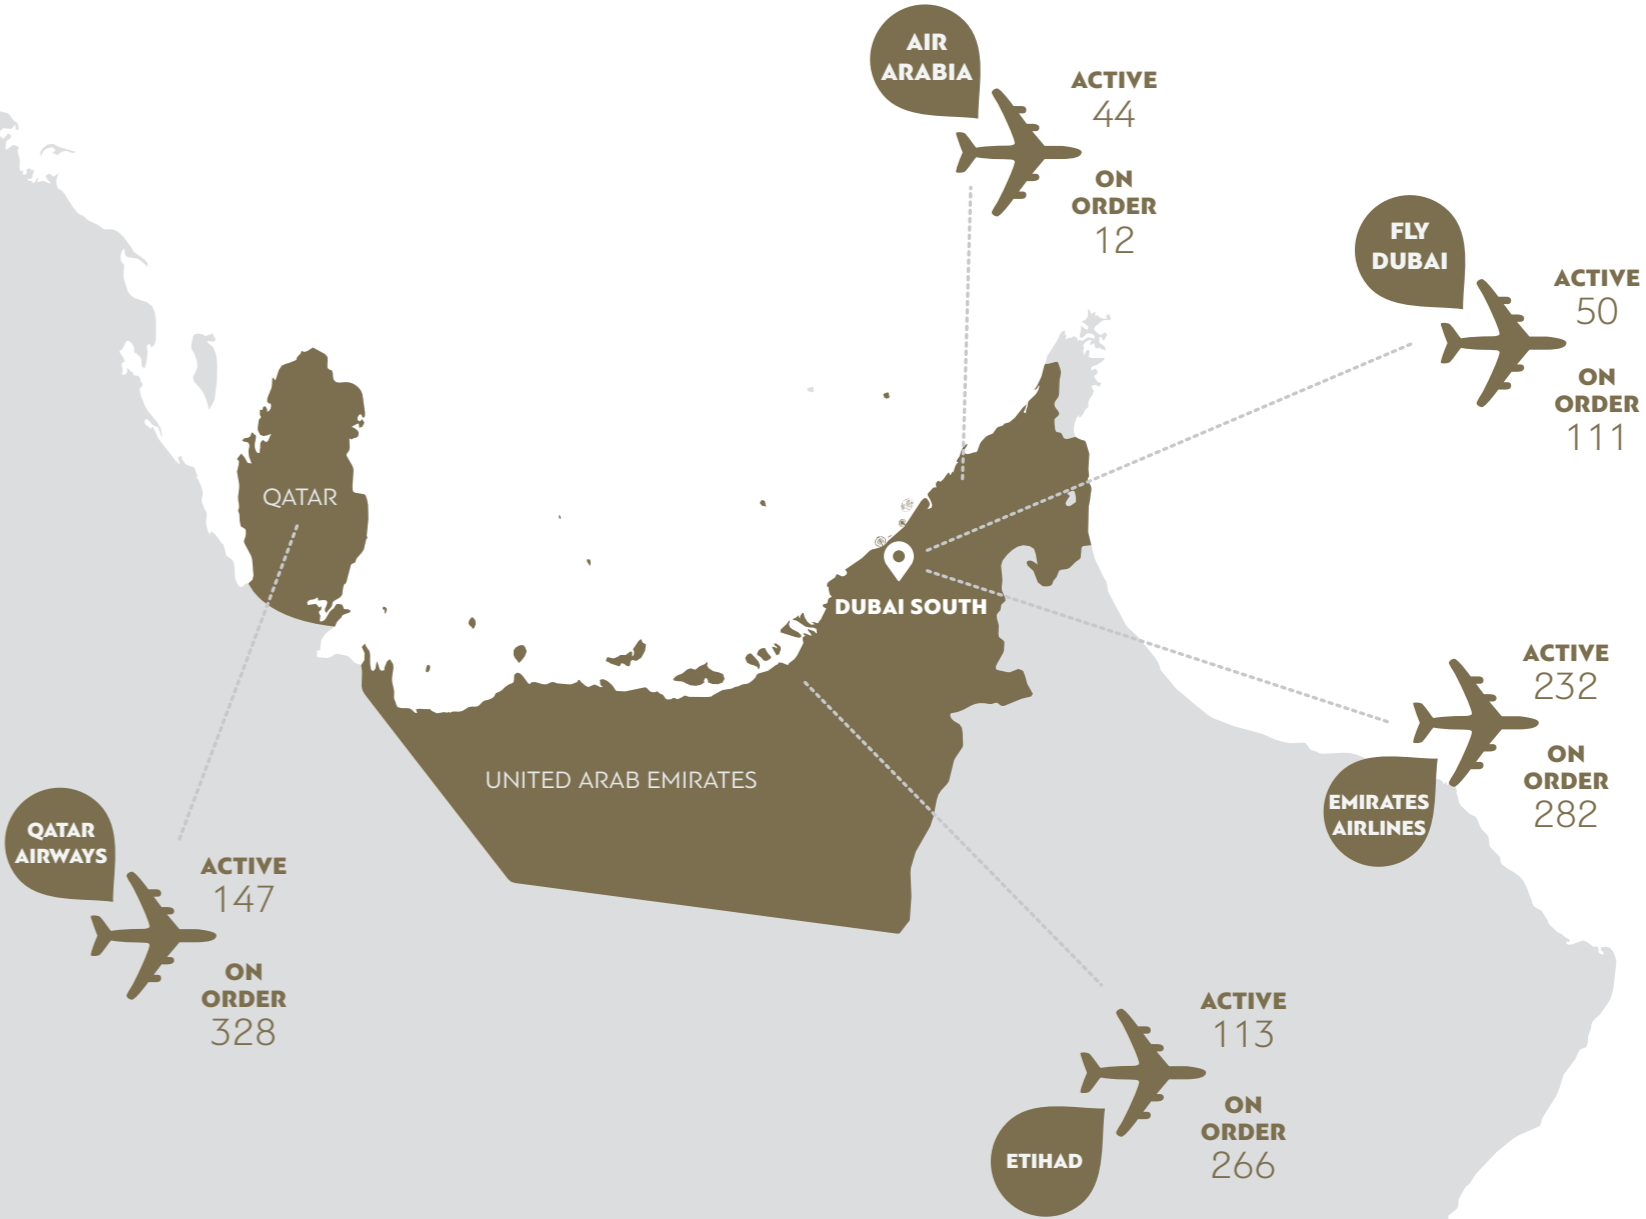 AIR
ARABIA
ACTIVE
44
ON
ORDER
12
FLY
DUBAI
ACTIVE
50
ON
ORDER
111
QATAR
DUBAI SOUTH
UNITED ARAB EMIRATES
ACTIVE
232
ON
ORDER
282
EMIRATES
AIRLINES
QATAR
AIRWAYS
ACTIVE
147
ON
ORDER
328
ACTIVE
113
ON
ORDER
266
ETIHAD